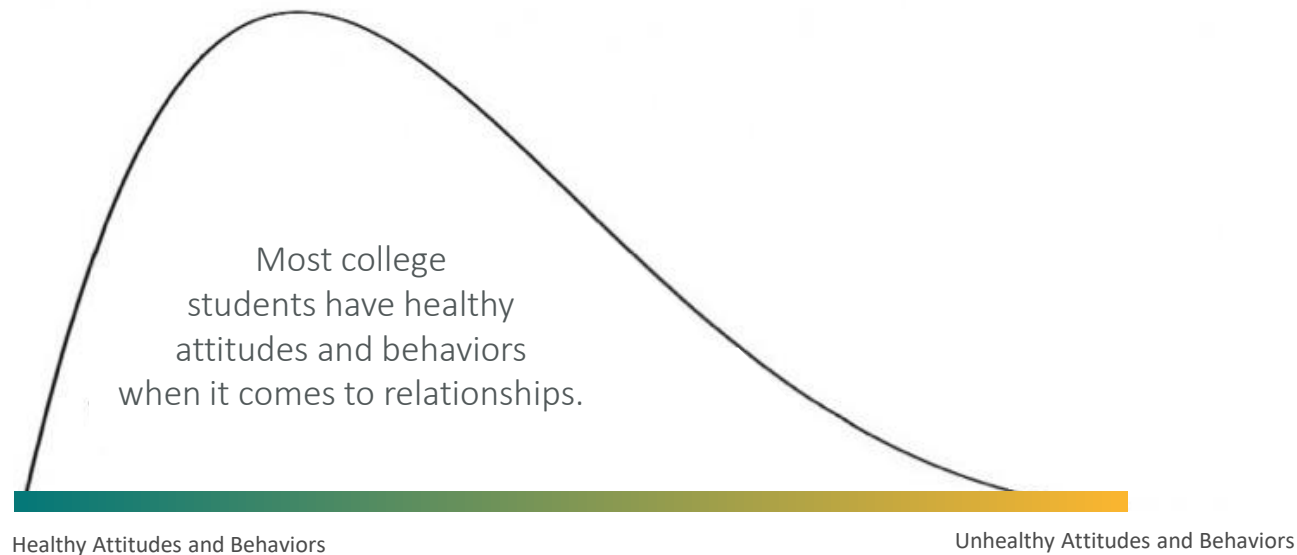 Most college
students have healthy
attitudes and behaviors
when it comes to relationships.
Healthy Attitudes and Behaviors
Unhealthy Attitudes and Behaviors